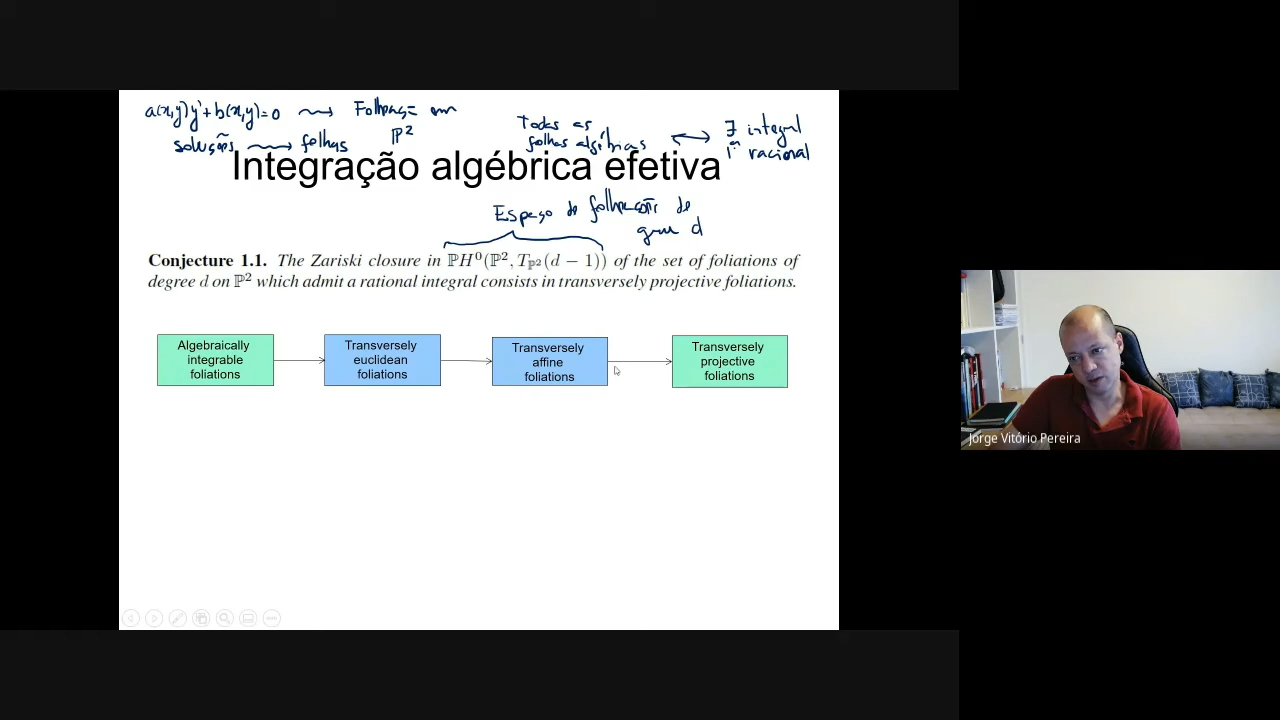 a(x,y)y'+b(x,y)=0 ⇝ Folheação em
soluções ⇝ folhas ℙ²
Todas as
folhas algébricas ↔ ∃ integral
1ª racional
Integração algébrica efetiva
Espaço de folheações de
grau d
Conjecture 1.1. The Zariski closure in ℙH⁰(ℙ², T_ℙ²(d − 1)) of the set of foliations of
degree d on ℙ² which admit a rational integral consists in transversely projective foliations.
Algebraically
integrable
foliations
Transversely
euclidean
foliations
Transversely
affine
foliations
Transversely
projective
foliations
Jorge Vitório Pereira